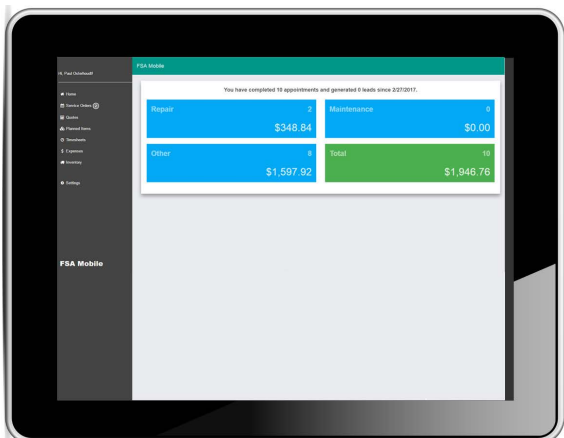 FSA Mobile
Hi, Paul
Home
Service Orders
Quotes
Planned Items
Timesheets
$ Expenses
Inventory
Settings
FSA Mobile
You have completed 10 appointments and generated 0 leads since 2/27/2017.
Repair 2
$348.84
Maintenance 0
$0.00
Other 8
$1,597.92
Total 10
$1,946.76